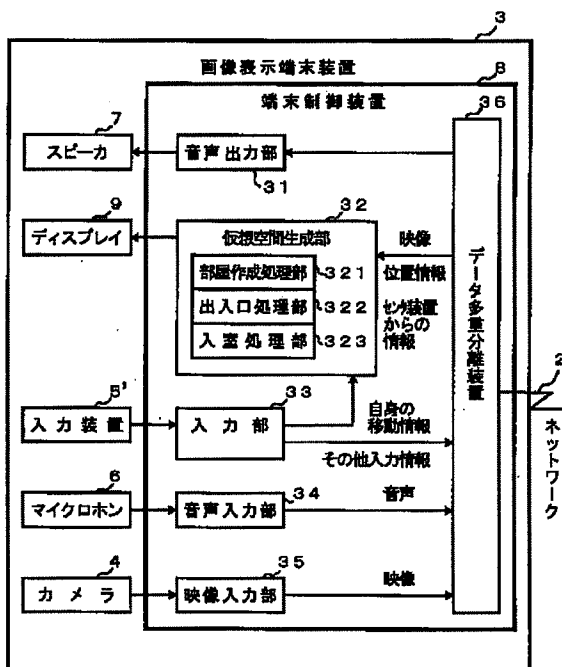 3
画像表示端末装置
8
端末制御装置
36
7
スピーカ
音声出力部
31
9
ディスプレイ
32
仮想空間生成部
部屋作成処理部
321
出入口処理部
322
入室処理部
323
映像
位置情報
センタ装置
からの
情報
データ多重分離装置
2
ネットワーク
5'
入力装置
33
入力部
自身の
移動情報
その他入力情報
6
マイクロホン
34
音声入力部
音声
4
カメラ
35
映像入力部
映像